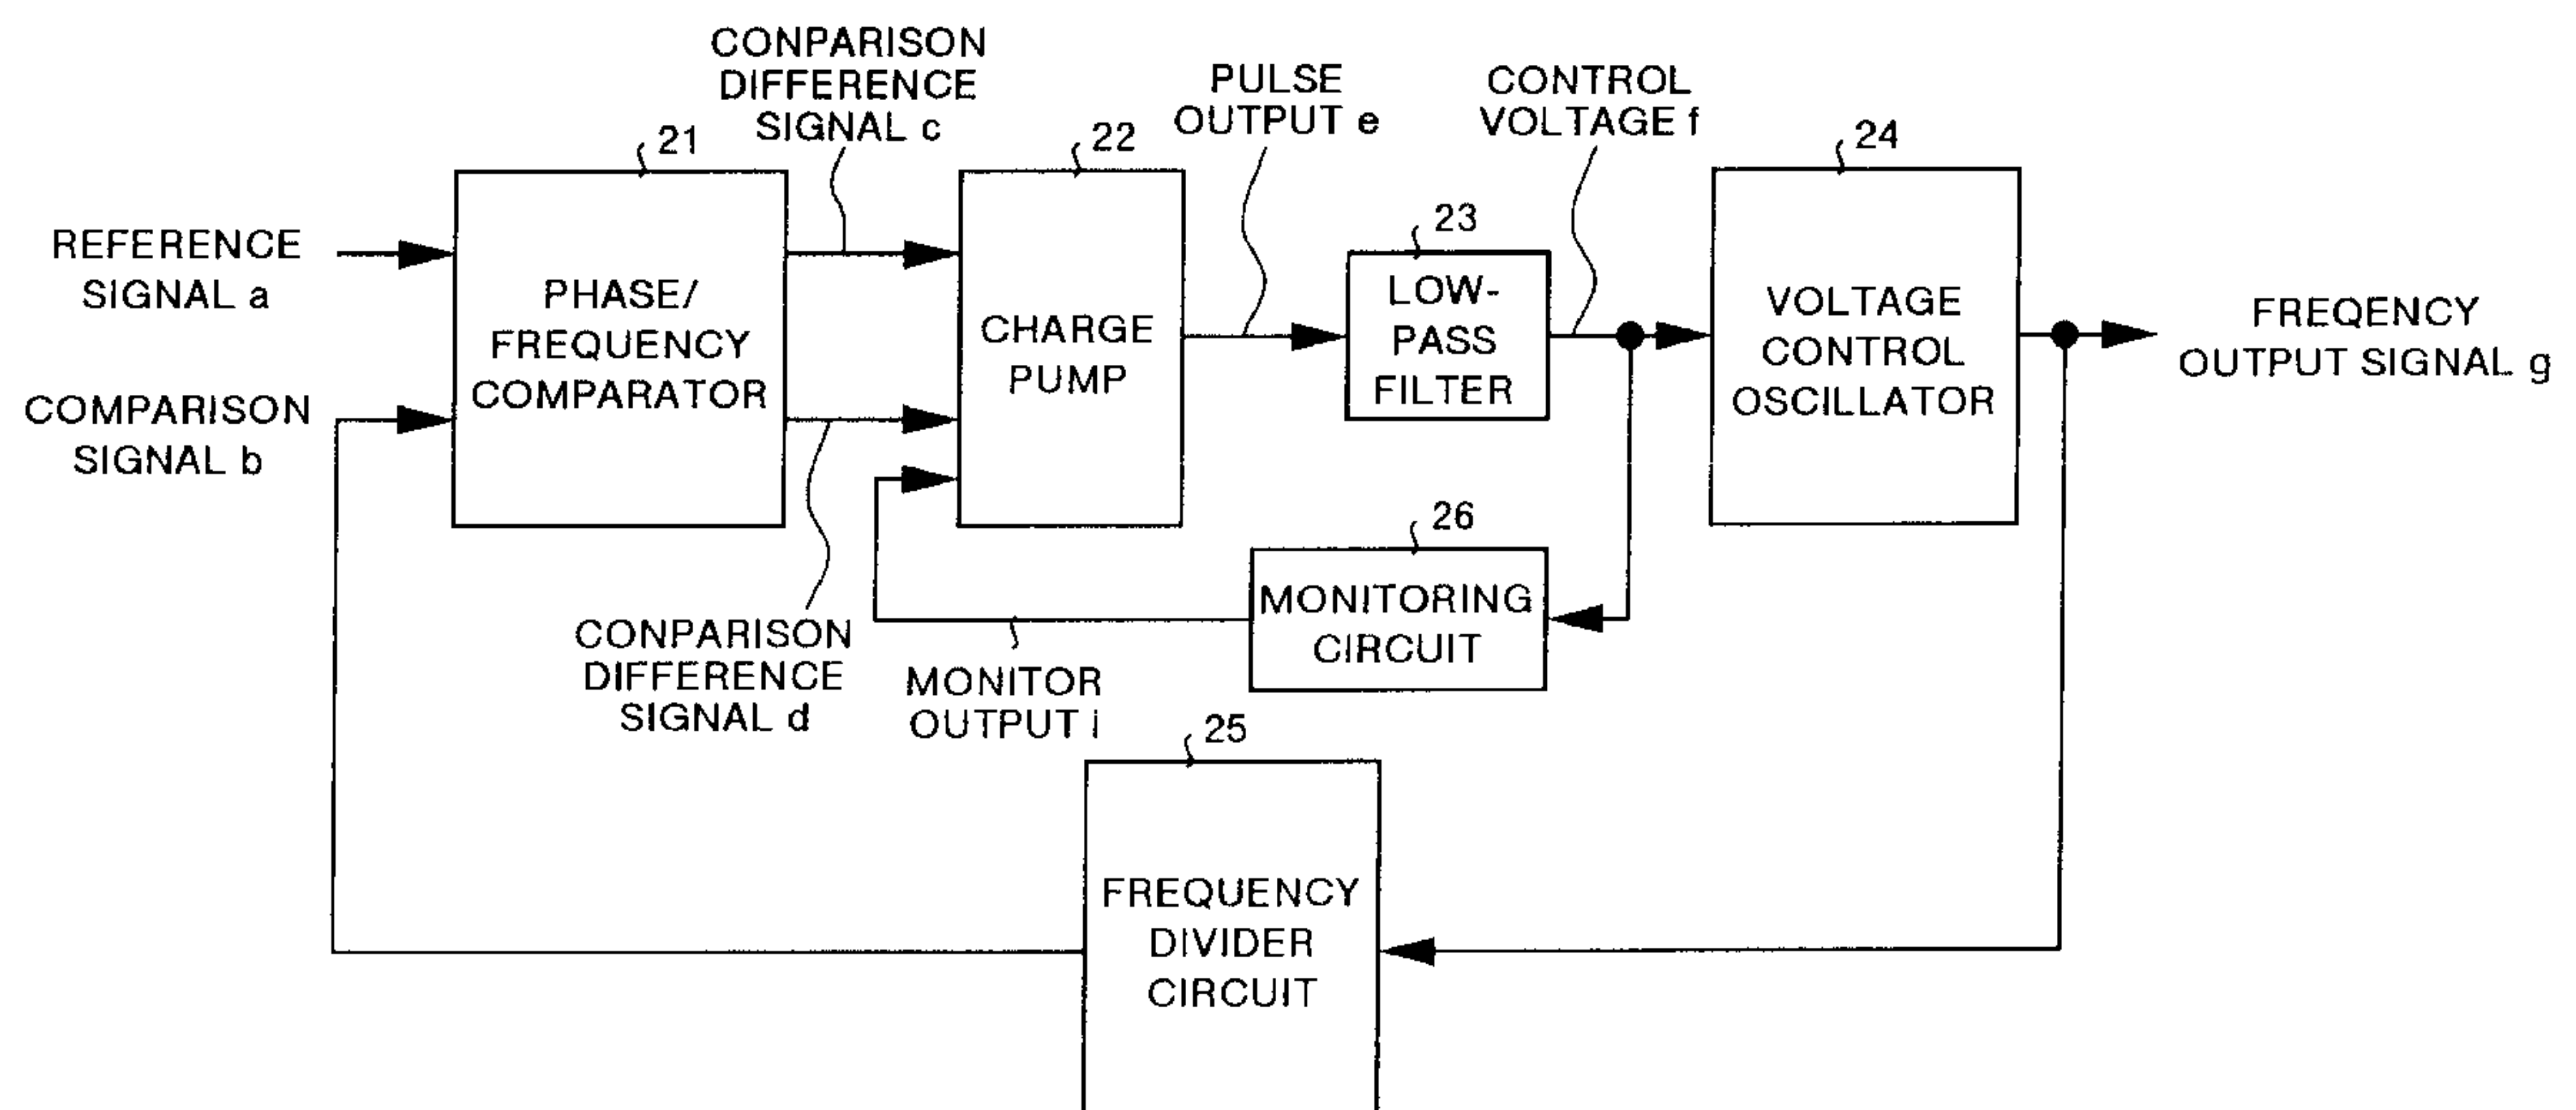 CONPARISON
DIFFERENCE
SIGNAL c
PULSE
OUTPUT e
CONTROL
VOLTAGE f
21
22
23
24
REFERENCE
SIGNAL a
COMPARISON
SIGNAL b
PHASE/
FREQUENCY
COMPARATOR
CHARGE
PUMP
LOW-
PASS
FILTER
VOLTAGE
CONTROL
OSCILLATOR
FREQENCY
OUTPUT SIGNAL g
26
MONITORING
CIRCUIT
CONPARISON
DIFFERENCE
SIGNAL d
MONITOR
OUTPUT i
25
FREQUENCY
DIVIDER
CIRCUIT